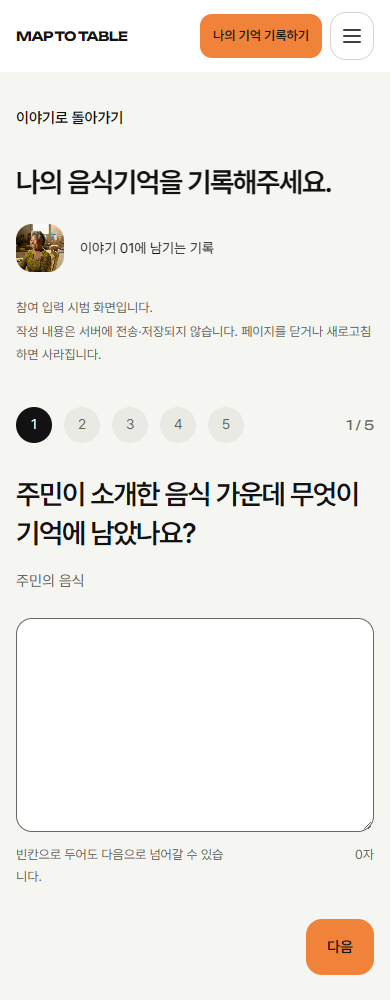 MAP TO TABLE
나의 기억 기록하기
이야기로 돌아가기
나의 음식기억을 기록해주세요.
이야기 01에 남기는 기록
참여 입력 시범 화면입니다.
작성 내용은 서버에 전송·저장되지 않습니다. 페이지를 닫거나 새로고침
하면 사라집니다.
1 2 3 4 5 1 / 5
주민이 소개한 음식 가운데 무엇이
기억에 남았나요?
주민의 음식
빈칸으로 두어도 다음으로 넘어갈 수 있습 0자
니다.
다음